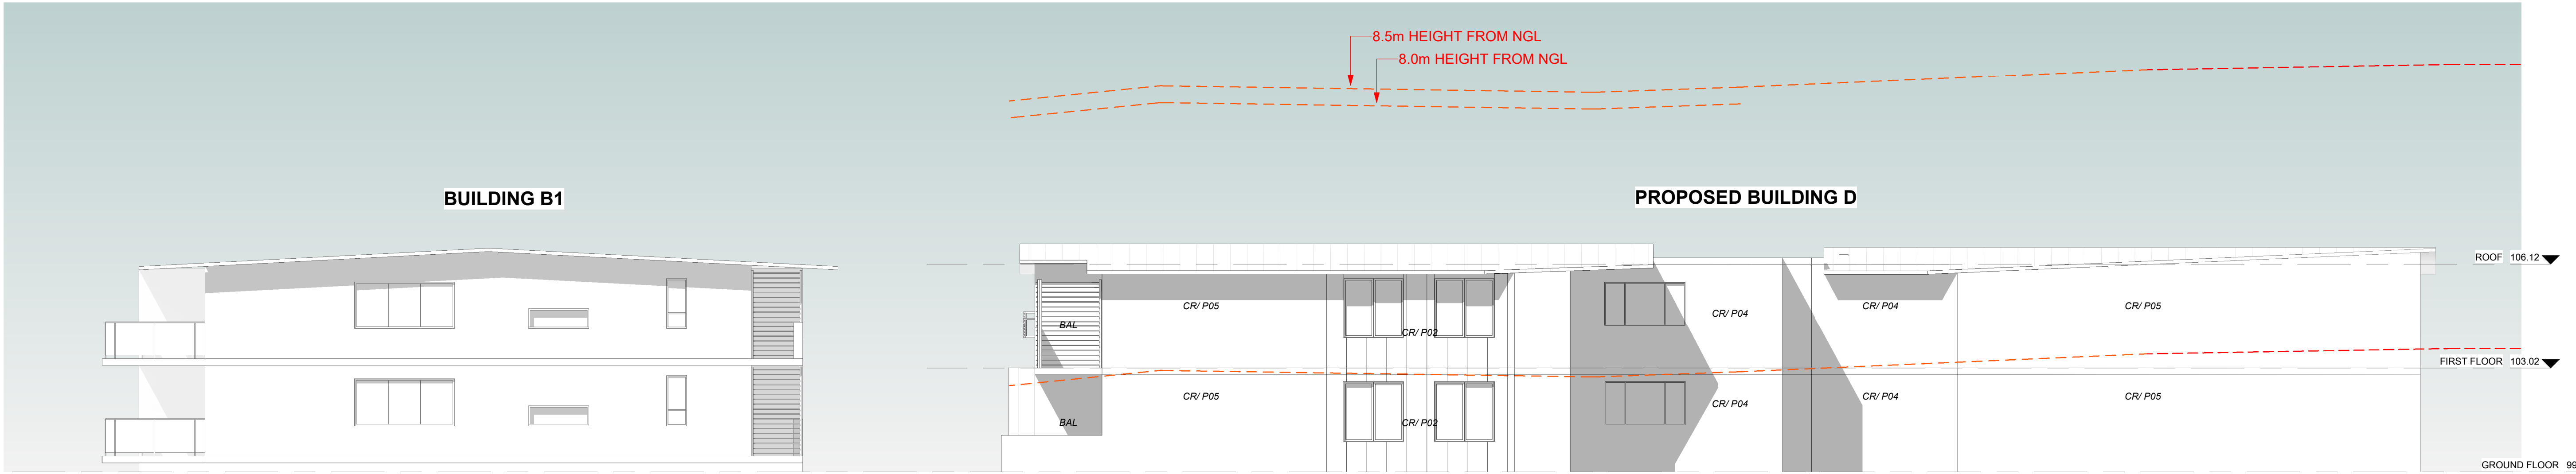 8.5m HEIGHT FROM NGL
8.0m HEIGHT FROM NGL
BUILDING B1
PROPOSED BUILDING D
ROOF 106.12
CR/ P05
CR/ P04
CR/ P04
CR/ P05
BAL
CR/ P02
FIRST FLOOR 103.02
CR/ P05
CR/ P04
CR/ P04
CR/ P05
BAL
CR/ P02
GROUND FLOOR